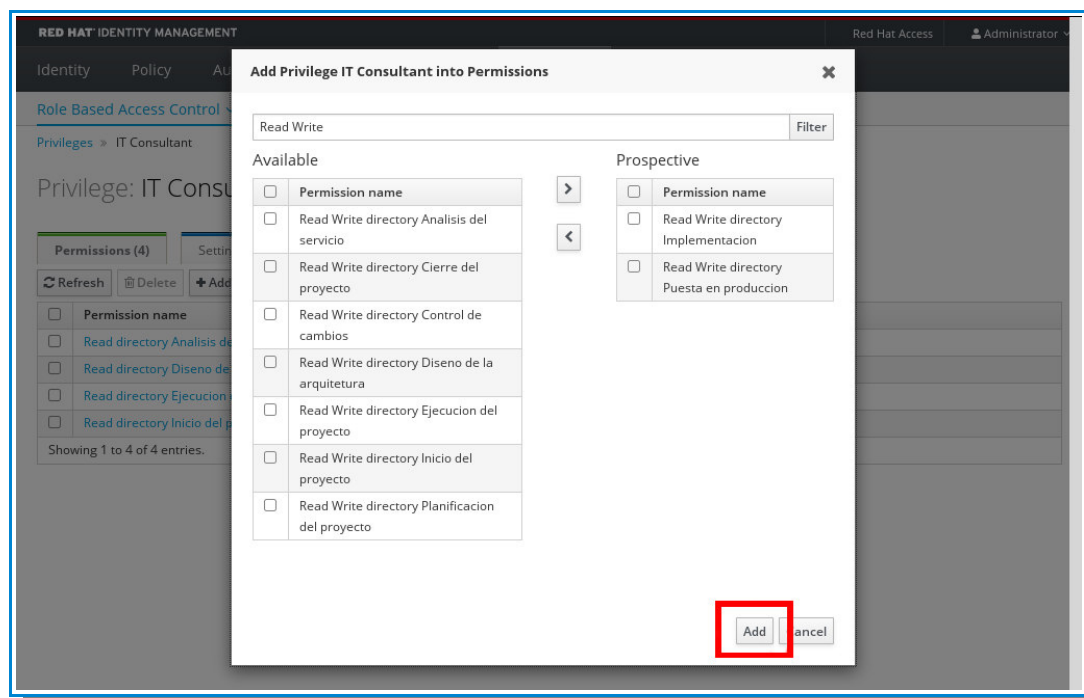 RED HAT® IDENTITY MANAGEMENT
Red Hat Access
Administrator
Identity Policy Au
Add Privilege IT Consultant into Permissions
Role Based Access Control
Read Write
Filter
Privileges » IT Consultant
Available
Prospective
Permission name
Permission name
Privilege: IT Consu
Read Write directory Analisis del
servicio
Read Write directory
Implementacion
Permissions (4)
Settin
Read Write directory Cierre del
proyecto
Read Write directory
Puesta en produccion
Refresh
Delete
Add
Permission name
Read Write directory Control de
cambios
Read directory Analisis de
Read Write directory Diseno de la
arquitetura
Read directory Diseno de
Read directory Ejecucion
Read Write directory Ejecucion del
proyecto
Read directory Inicio del p
Showing 1 to 4 of 4 entries.
Read Write directory Inicio del
proyecto
Read Write directory Planificacion
del proyecto
Add
ancel